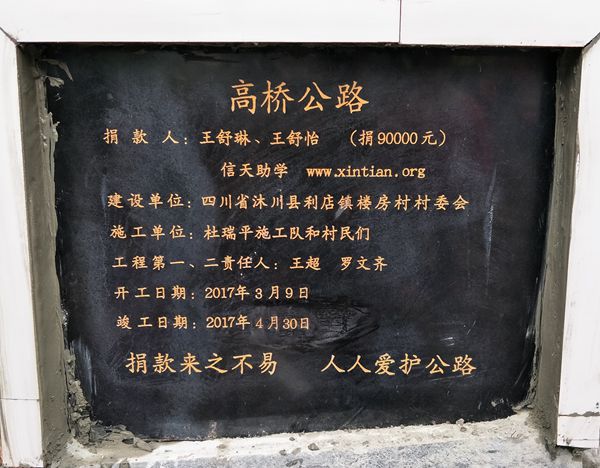 高桥公路
捐款人：王舒琳、王舒怡 （捐90000元）
信天助学 www.xintian.org
建设单位：四川省沐川县利店镇楼房村村委会
施工单位：杜瑞平施工队和村民们
工程第一、二责任人：王超 罗文齐
开工日期：2017年3月9日
竣工日期：2017年4月30日
捐款来之不易 人人爱护公路